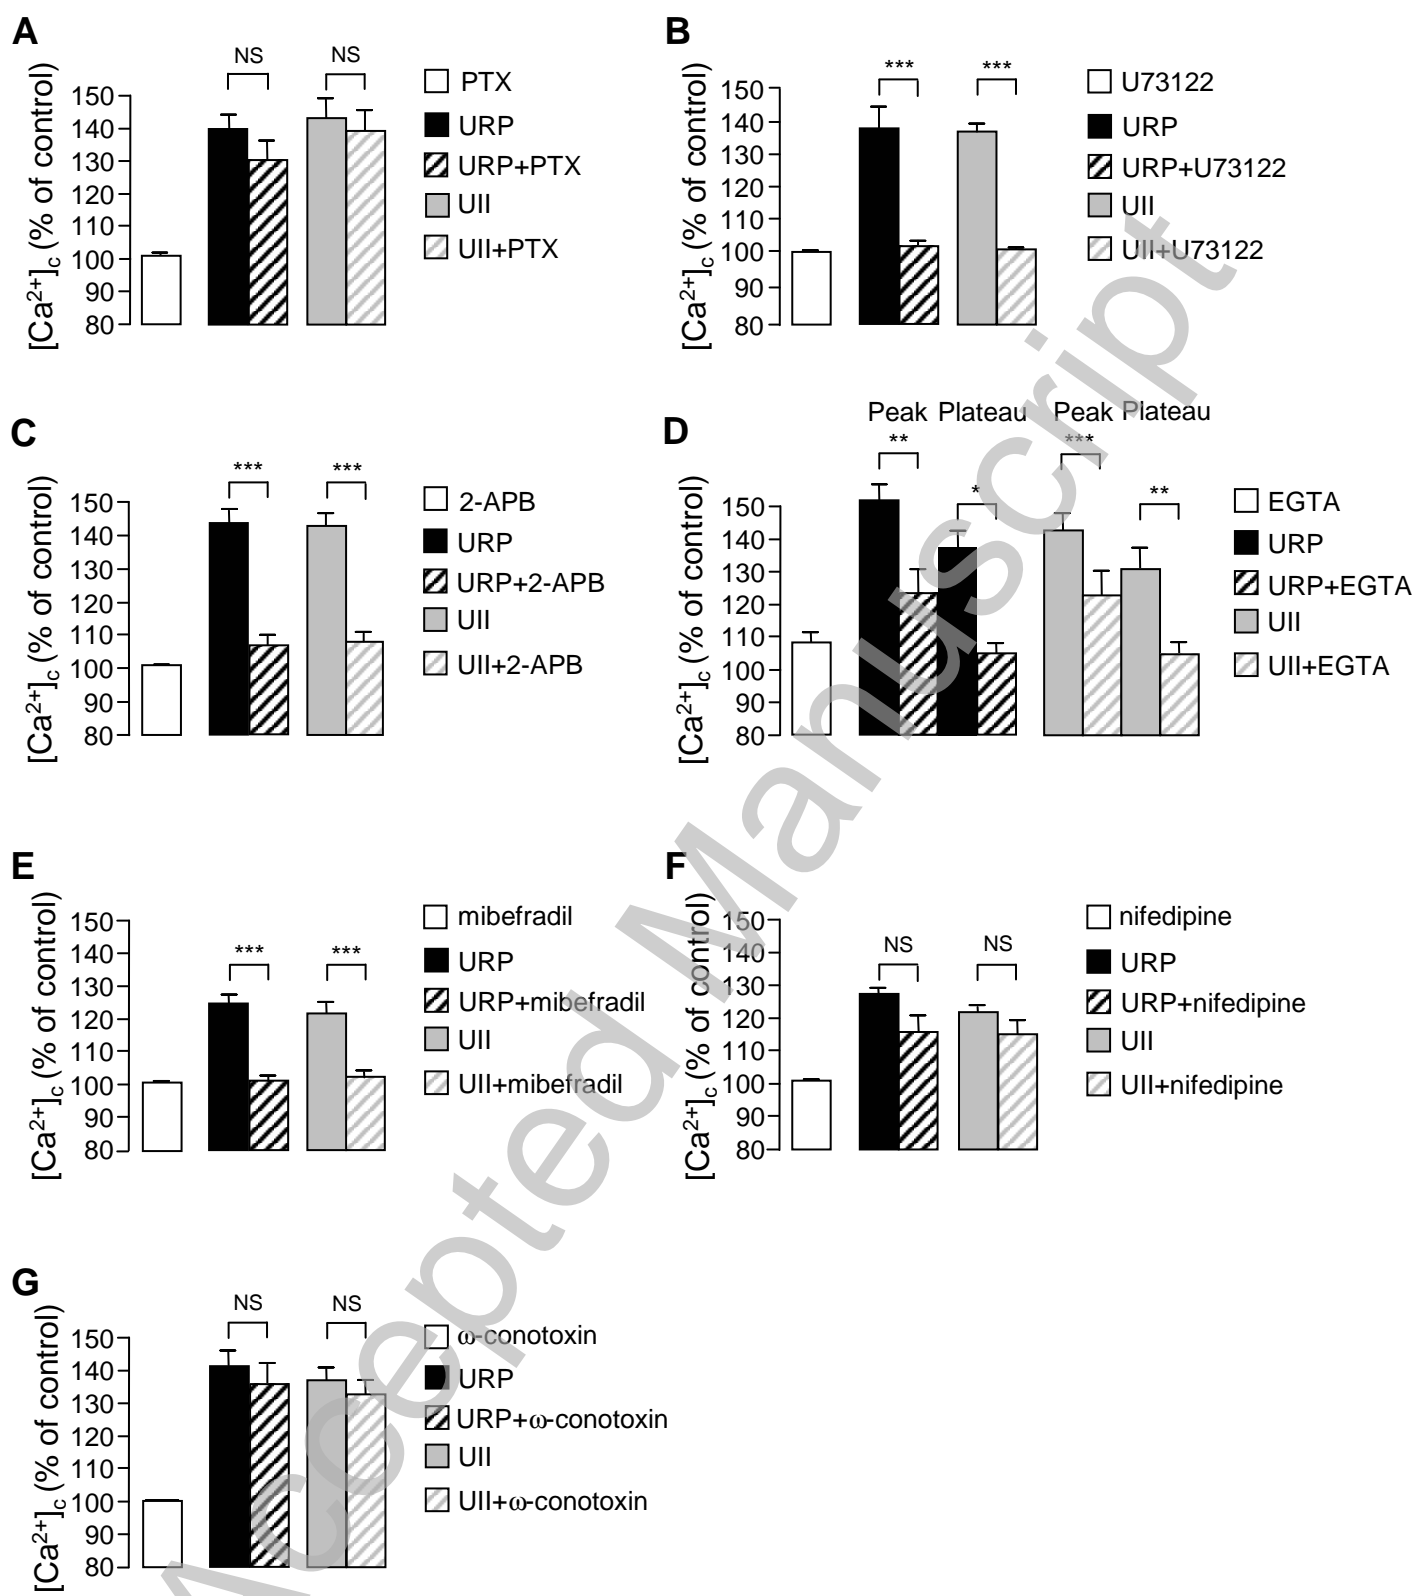 A
[Ca2+]c (% of control)
150
140
130
120
110
100
90
80
NS
NS
PTX
URP
URP+PTX
UII
UII+PTX
B
[Ca2+]c (% of control)
150
140
130
120
110
100
90
80
***
***
U73122
URP
URP+U73122
UII
UII+U73122
C
[Ca2+]c (% of control)
150
140
130
120
110
100
90
80
***
***
2-APB
URP
URP+2-APB
UII
UII+2-APB
D
[Ca2+]c (% of control)
150
140
130
120
110
100
90
80
Peak Plateau Peak Plateau
**
*
***
**
EGTA
URP
URP+EGTA
UII
UII+EGTA
E
[Ca2+]c (% of control)
150
140
130
120
110
100
90
80
***
***
mibefradil
URP
URP+mibefradil
UII
UII+mibefradil
F
[Ca2+]c (% of control)
150
140
130
120
110
100
90
80
NS
NS
nifedipine
URP
URP+nifedipine
UII
UII+nifedipine
G
[Ca2+]c (% of control)
150
140
130
120
110
100
90
80
NS
NS
ω-conotoxin
URP
URP+ω-conotoxin
UII
UII+ω-conotoxin
Accepted Manuscript